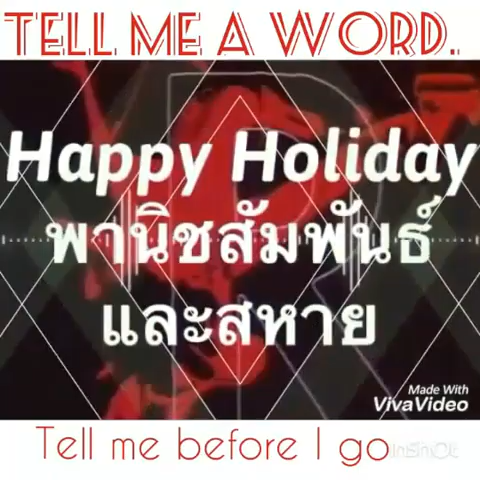 TELL ME A WORD.
Happy Holiday
พานิชสัมพันธ์
และสหาย
Made With
VivaVideo
Tell me before I go
InShOt